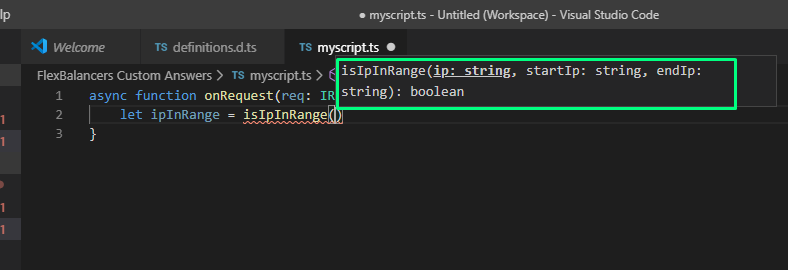 lp
● myscript.ts - Untitled (Workspace) - Visual Studio Code
Welcome
definitions.d.ts
myscript.ts ●
FlexBalancers Custom Answers > TS myscript.ts >
isIpInRange(ip: string, startIp: string, endIp:
string): boolean
1 async function onRequest(req: IR
2 let ipInRange = isIpInRange()
3 }
1
1
1
1